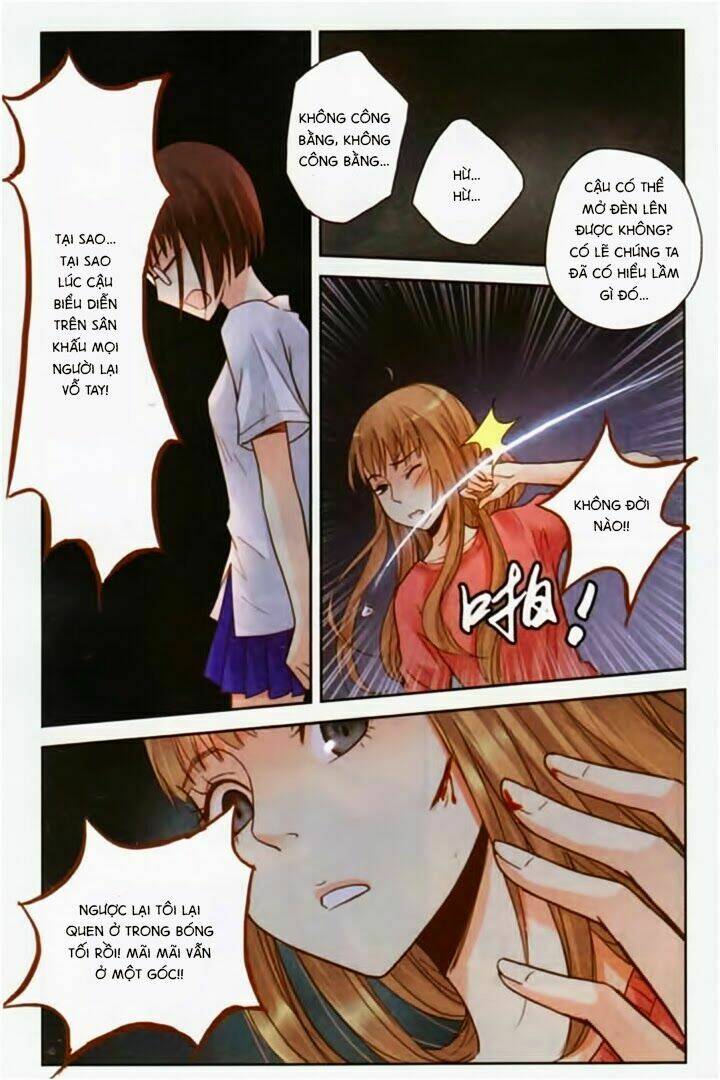 KHÔNG CÔNG
BẰNG, KHÔNG
CÔNG BẰNG...
HỪ...
HỪ...
CẬU CÓ THỂ
MỞ ĐÈN LÊN
ĐƯỢC KHÔNG?
CÓ LẼ CHÚNG TA
ĐÃ CÓ HIỂU LẦM
GÌ ĐÓ...
TẠI SAO...
TẠI SAO
LÚC CẬU
BIỂU DIỄN
TRÊN SÂN
KHẤU MỌI
NGƯỜI LẠI
VỖ TAY!
KHÔNG ĐỜI
NÀO!!
啪!
NGƯỢC LẠI TÔI LẠI
QUEN Ở TRONG BÓNG
TỐI RỒI! MÃI MÃI VẪN
Ở MỘT GÓC!!